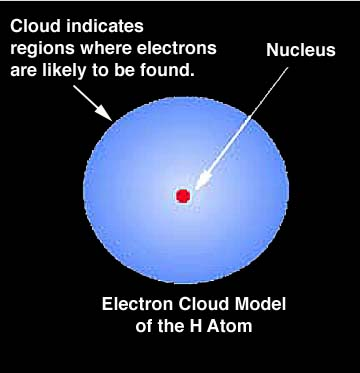 Cloud indicates
regions where electrons
are likely to be found.
Nucleus
Electron Cloud Model
of the H Atom